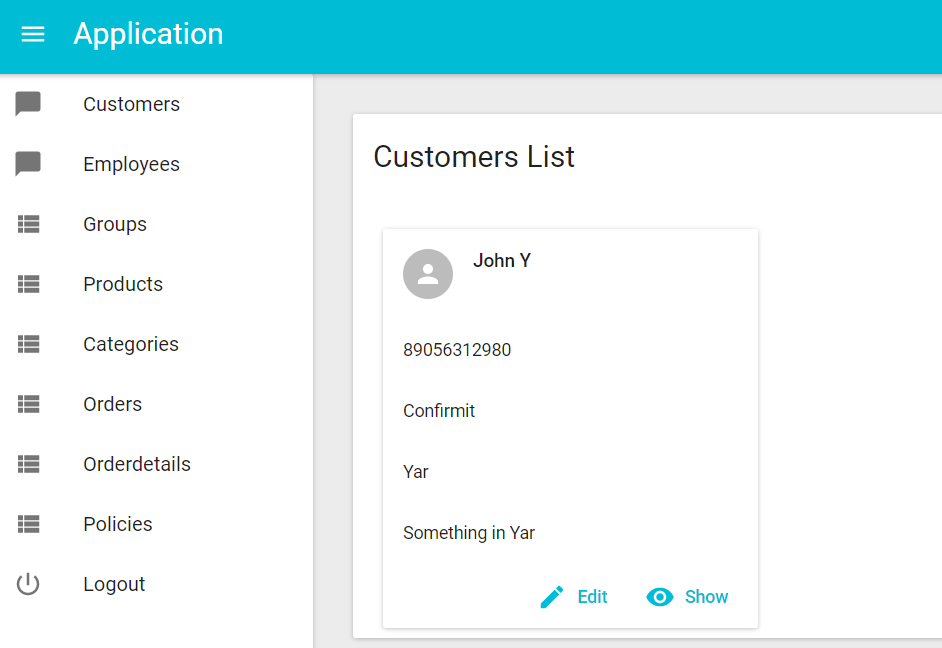 Application
Customers
Employees
Groups
Products
Categories
Orders
Orderdetails
Policies
Logout
Customers List
John Y
89056312980
Confirmit
Yar
Something in Yar
Edit
Show